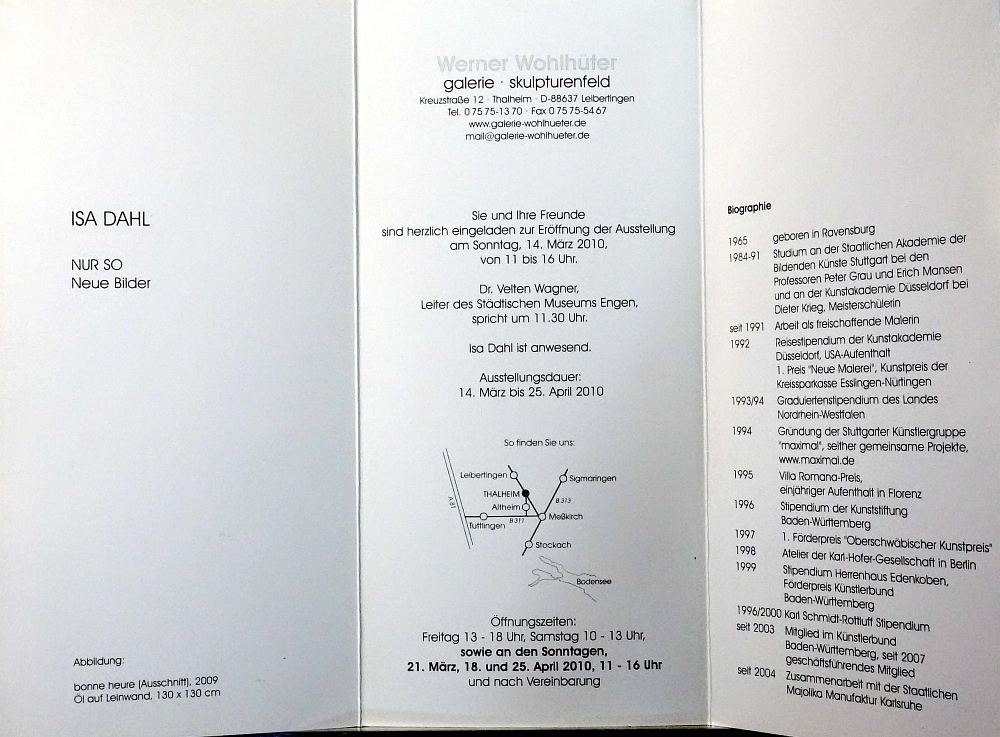 ISA DAHL
NUR SO
Neue Bilder
Abbildung:
bonne heure (Ausschnitt), 2009
Öl auf Leinwand, 130 x 130 cm
Werner Wohlhüter
galerie · skulpturenfeld
Kreuzstraße 12 · Thalheim · D-88637 Leibertingen
Tel. 0 75 75-13 70 · Fax 0 75 75-54 67
www.galerie-wohlhueter.de
mail@galerie-wohlhueter.de
Sie und Ihre Freunde
sind herzlich eingeladen zur Eröffnung der Ausstellung
am Sonntag, 14. März 2010,
von 11 bis 16 Uhr.
Dr. Velten Wagner,
Leiter des Städtischen Museums Engen,
spricht um 11.30 Uhr.
Isa Dahl ist anwesend.
Ausstellungsdauer:
14. März bis 25. April 2010
So finden Sie uns:
Leibertingen
Sigmaringen
THALHEIM
A 81
B 313
Altheim
Meßkirch
B 311
Tuttlingen
Stockach
Bodensee
Öffnungszeiten:
Freitag 13 - 18 Uhr, Samstag 10 - 13 Uhr,
sowie an den Sonntagen,
21. März, 18. und 25. April 2010, 11 - 16 Uhr
und nach Vereinbarung
Biographie
1965 geboren in Ravensburg
1984-91 Studium an der Staatlichen Akademie der
Bildenden Künste Stuttgart bei den
Professoren Peter Grau und Erich Mansen
und an der Kunstakademie Düsseldorf bei
Dieter Krieg, Meisterschülerin
seit 1991 Arbeit als freischaffende Malerin
1992 Reisestipendium der Kunstakademie
Düsseldorf, USA-Aufenthalt
1. Preis "Neue Malerei", Kunstpreis der
Kreissparkasse Esslingen-Nürtingen
1993/94 Graduiertenstipendium des Landes
Nordrhein-Westfalen
1994 Gründung der Stuttgarter Künstlergruppe
"maximal", seither gemeinsame Projekte,
www.maximal.de
1995 Villa Romana-Preis,
einjähriger Aufenthalt in Florenz
1996 Stipendium der Kunststiftung
Baden-Württemberg
1997 1. Förderpreis "Oberschwäbischer Kunstpreis"
1998 Atelier der Karl-Hofer-Gesellschaft in Berlin
1999 Stipendium Herrenhaus Edenkoben,
Förderpreis Künstlerbund
Baden-Württemberg
1996/2000 Karl Schmidt-Rottluff Stipendium
seit 2003 Mitglied im Künstlerbund
Baden-Württemberg, seit 2007
geschäftsführendes Mitglied
seit 2004 Zusammenarbeit mit der Staatlichen
Majolika Manufaktur Karlsruhe